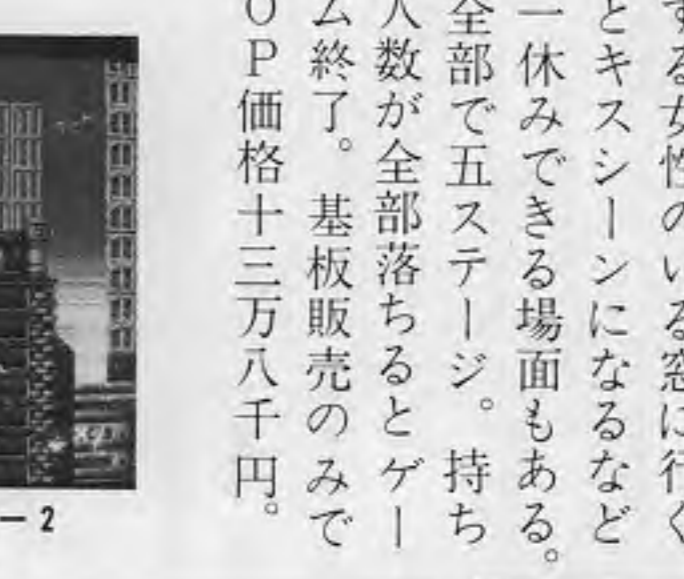 する女性のいる窓に行く
とキスシーンになるなど
一休みできる場面もある。
全部で五ステージ。持ち
人数が全部落ちるとゲー
ム終了。基板販売のみで
OP価格十三万八千円。
－2